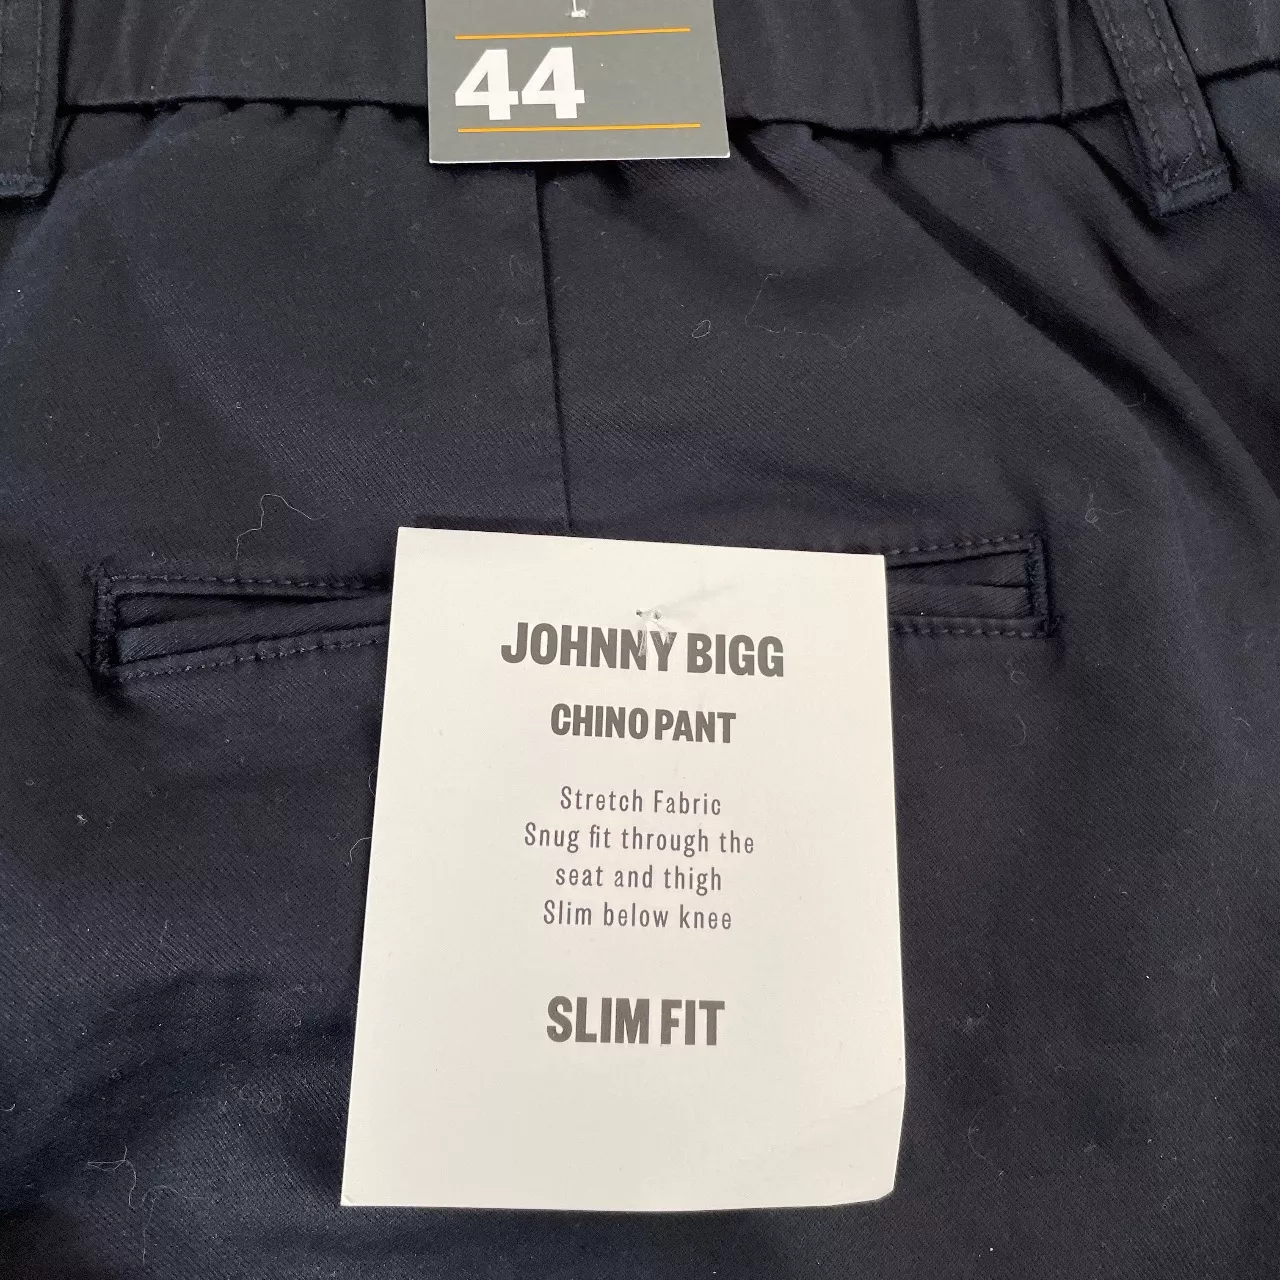 44
JOHNNY BIGG
CHINO PANT
Stretch Fabric
Snug fit through the
seat and thigh
Slim below knee
SLIM FIT